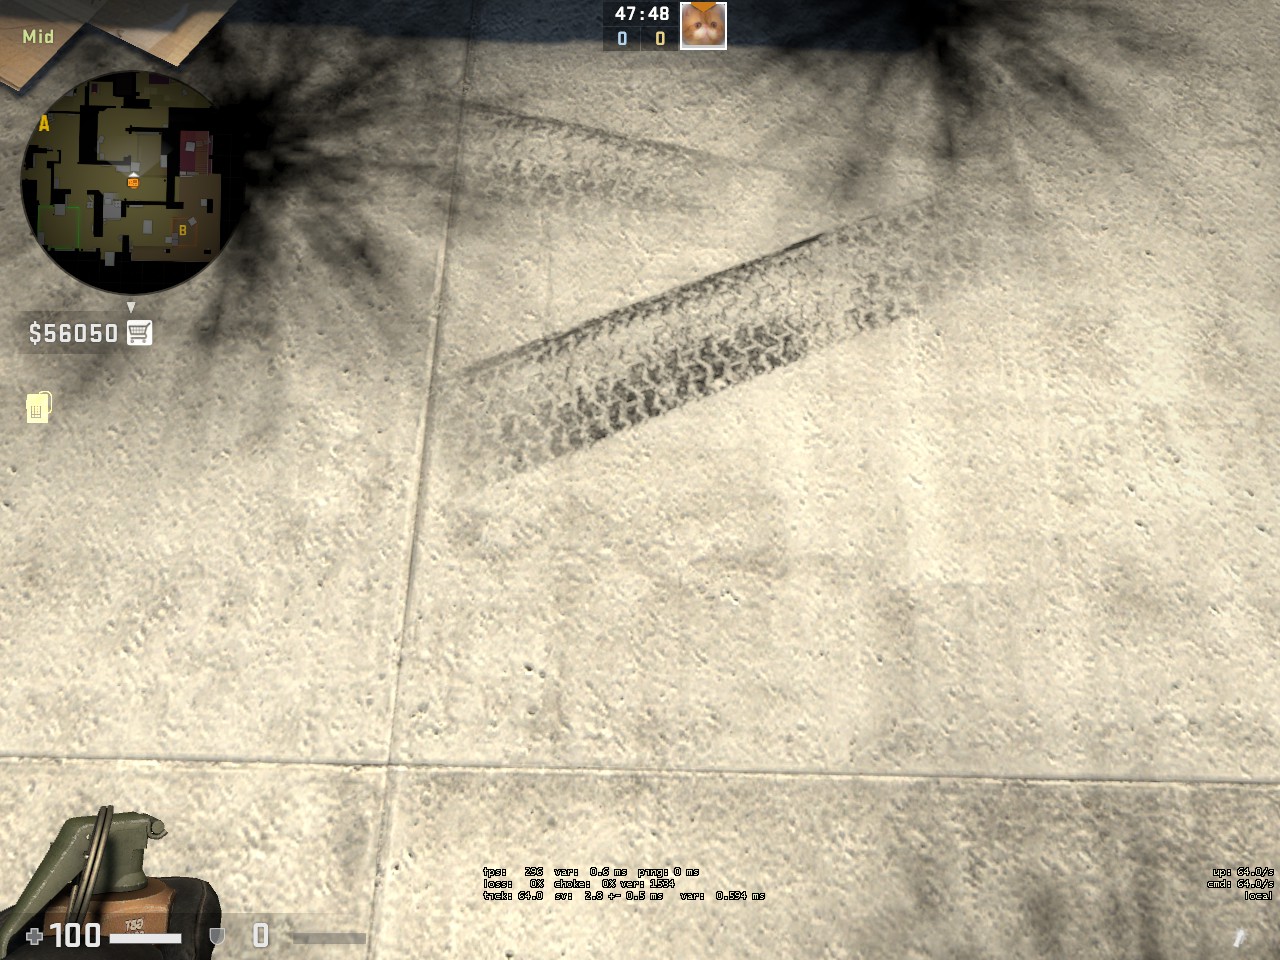 Mid
47:48
0 0
A
B
$56050
fps: 296 var: 0.6 ms ping: 0 ms
loss: 0% choke: 0% ver: 1534
tick: 64.0 sv: 2.8 +- 0.5 ms var: 0.594 ms
up: 64.0/s
cmd: 64.0/s
local
100
0